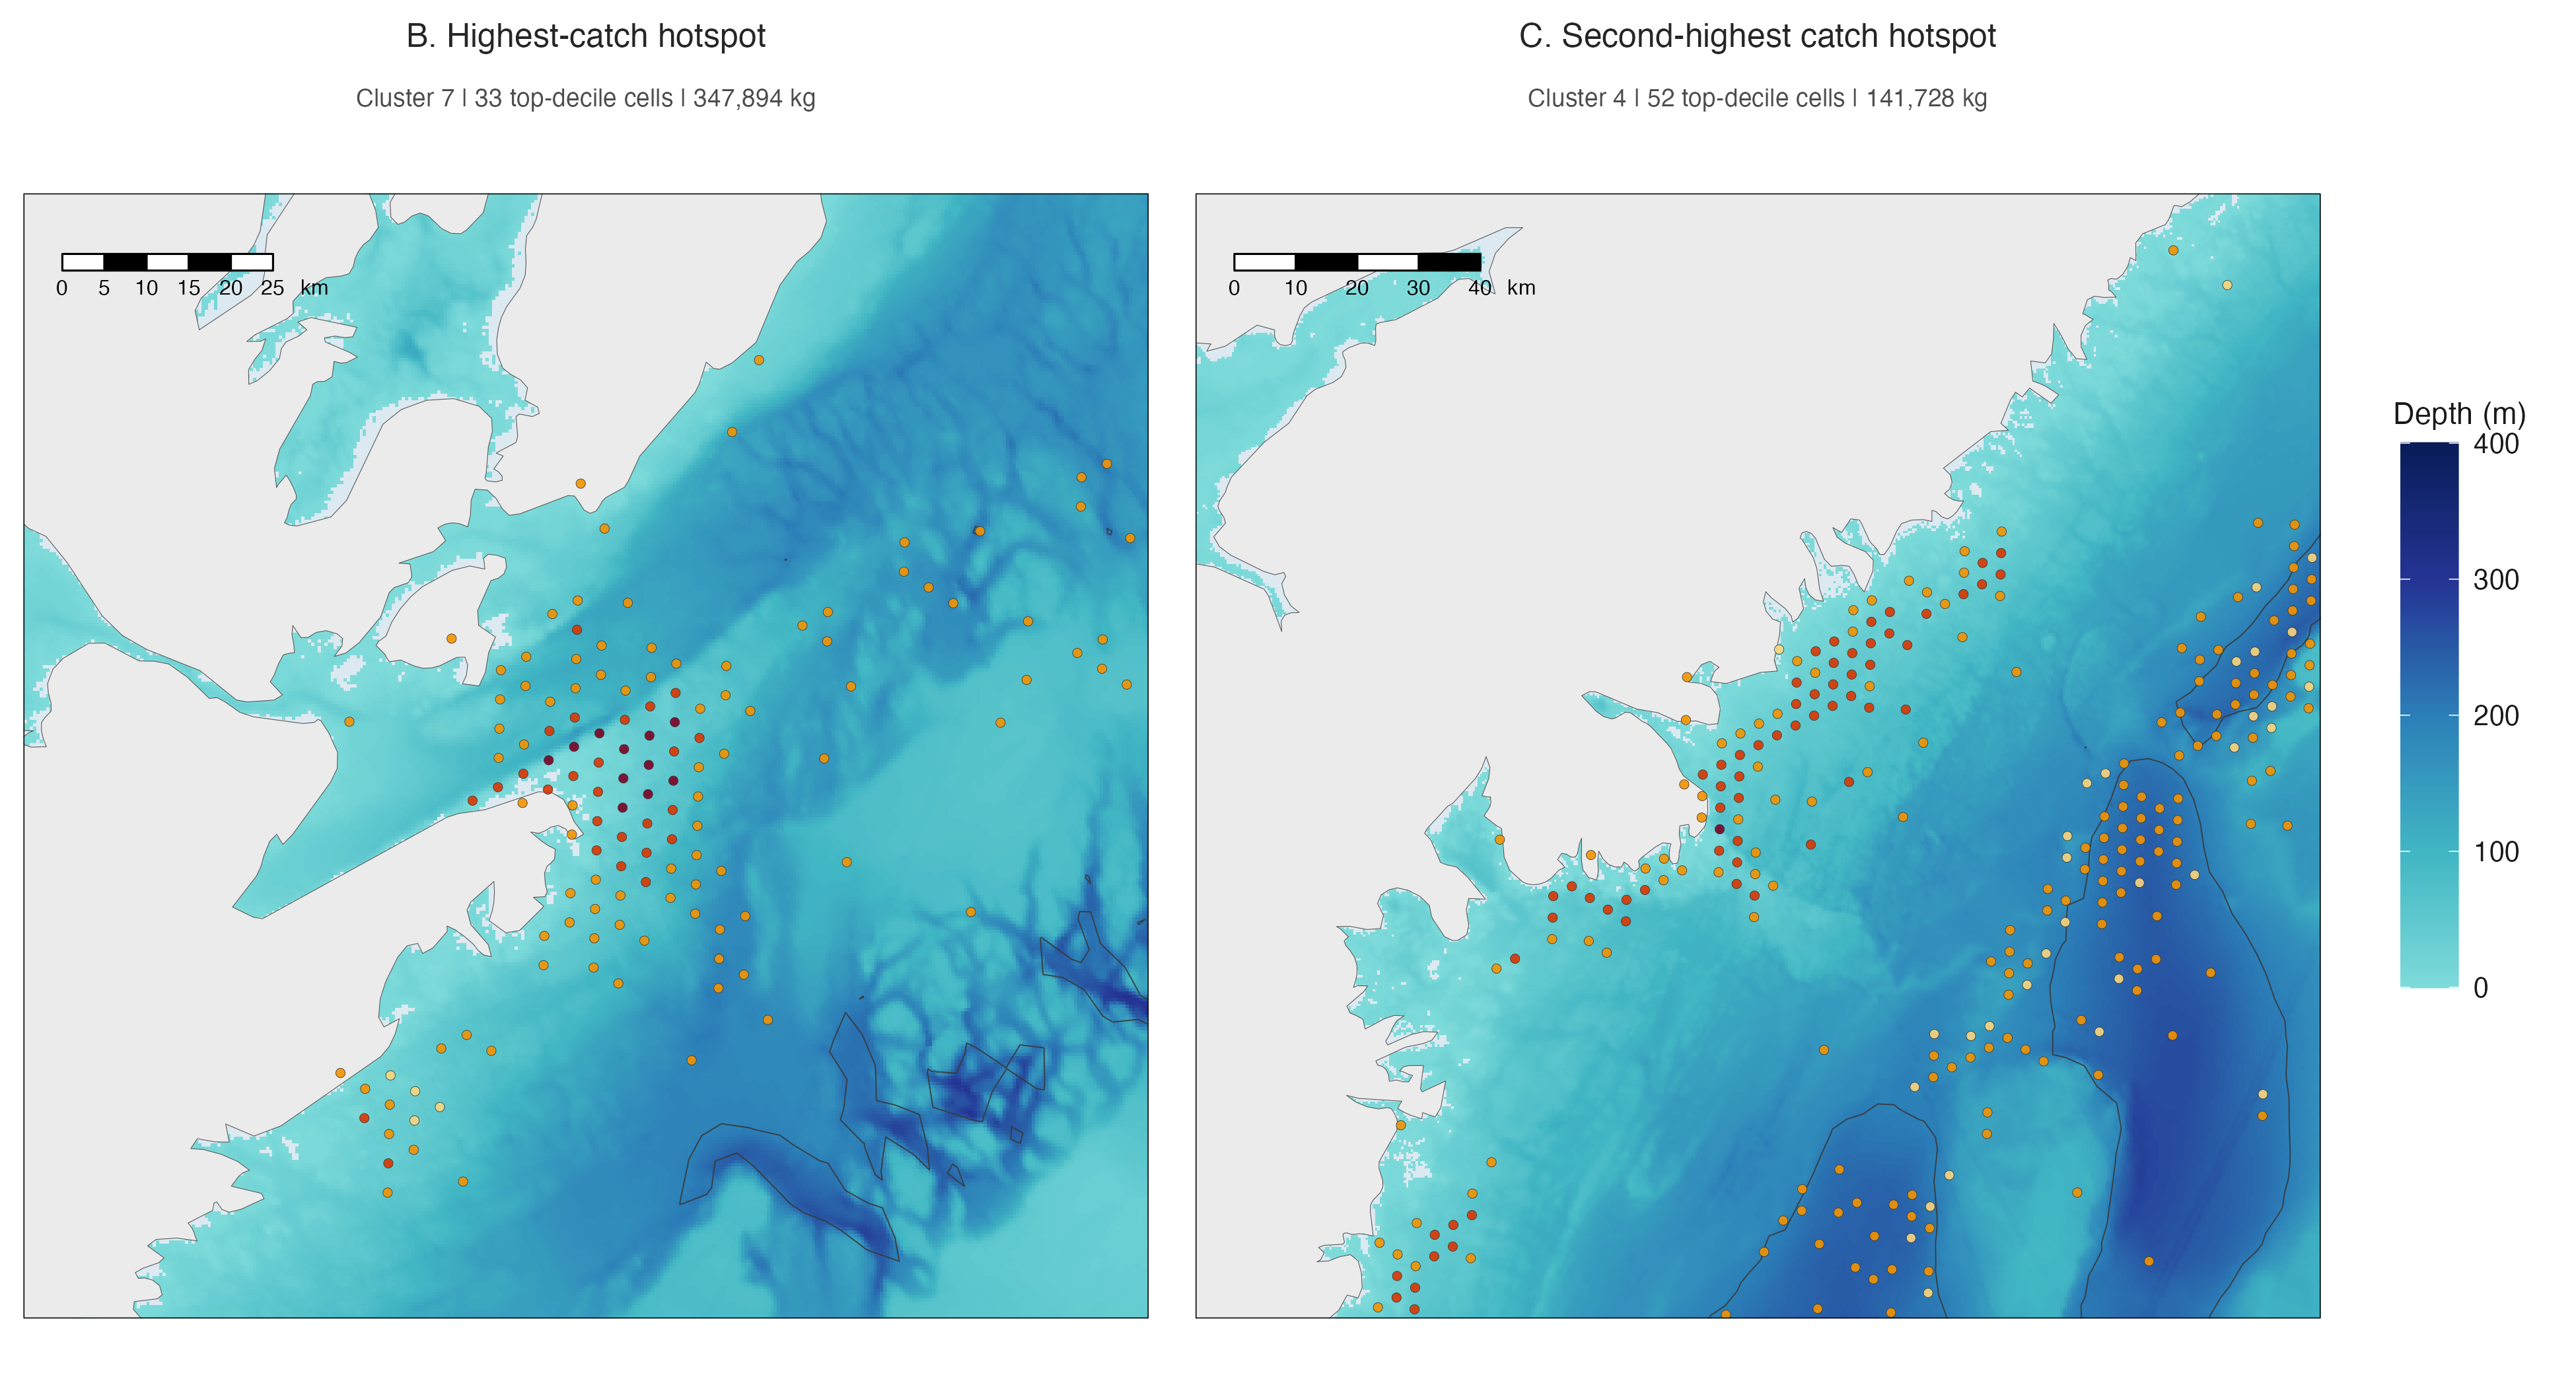 B. Highest-catch hotspot
Cluster 7 | 33 top-decile cells | 347,894 kg
0 5 10 15 20 25 km
C. Second-highest catch hotspot
Cluster 4 | 52 top-decile cells | 141,728 kg
0 10 20 30 40 km
Depth (m)
400
300
200
100
0